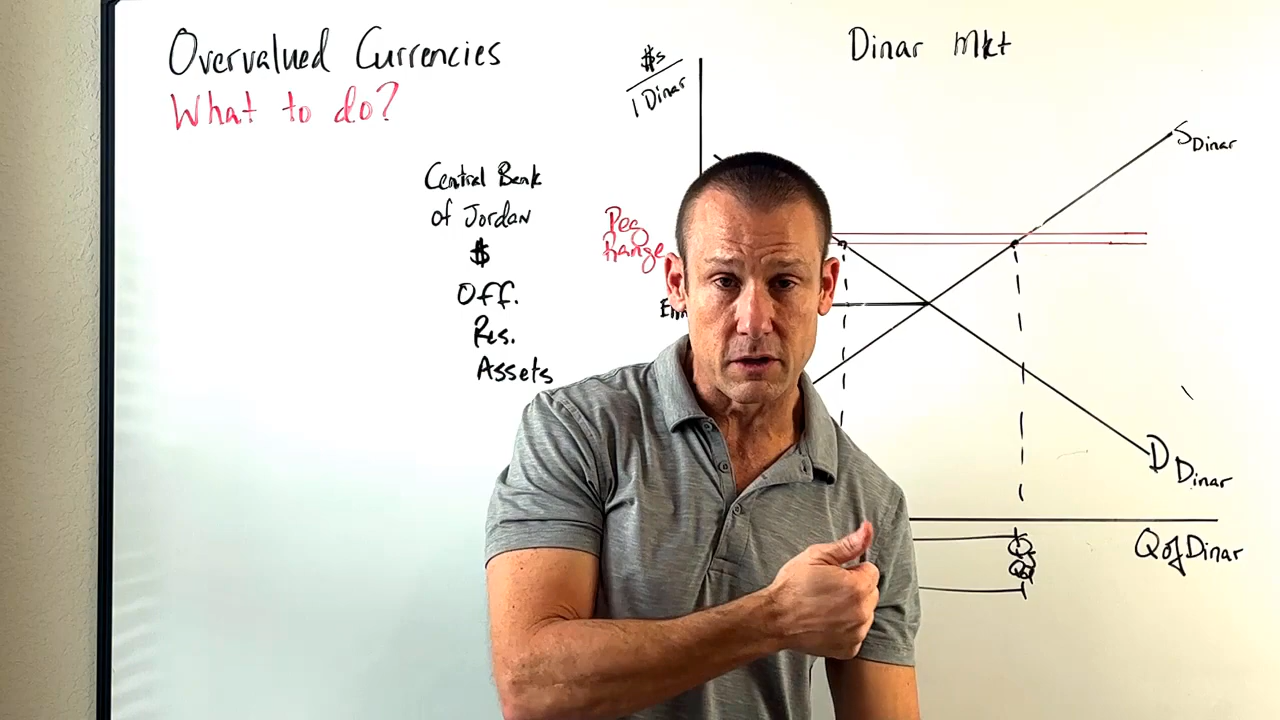 Overvalued Currencies
What to do?
Central Bank
of Jordan
$
Off.
Res.
Assets
$s
1 Dinar
Peg
Range
Dinar Mkt
S Dinar
D Dinar
Q of Dinar